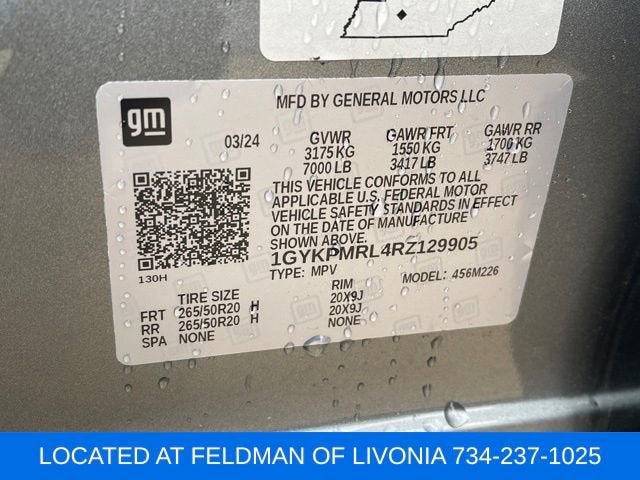 gm
MFD BY GENERAL MOTORS LLC
03/24 GVWR GAWR FRT GAWR RR
3175 KG 1550 KG 1700 KG
7000 LB 3417 LB 3747 LB
THIS VEHICLE CONFORMS TO ALL
APPLICABLE U.S. FEDERAL MOTOR
VEHICLE SAFETY STANDARDS IN EFFECT
ON THE DATE OF MANUFACTURE
SHOWN ABOVE.
1GYKPMRL4RZ129905
130H
TYPE: MPV MODEL: 456M226
TIRE SIZE RIM
FRT 265/50R20 H 20X9J
RR 265/50R20 H 20X9J
SPA NONE NONE
LOCATED AT FELDMAN OF LIVONIA 734-237-1025